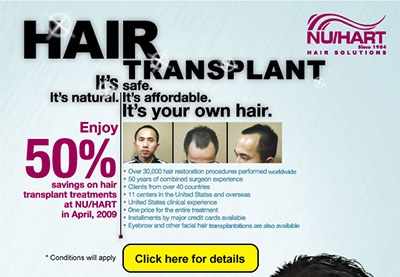 HAIR
TRANSPLANT
NU/HART
Since 1984
HAIR SOLUTIONS
It's safe.
It's natural. It's affordable.
It's your own hair.
Enjoy
50%
savings on hair
transplant treatments
at NU/HART
in April, 2009
• Over 30,000 hair restoration procedures performed worldwide
• 50 years of combined surgeon experience
• Clients from over 40 countries
• 11 centers in the United States and overseas
• United States clinical experience
• One price for the entire treatment
• Installments by major credit cards available
• Eyebrow and other facial hair transplantations are also available
* Conditions will apply
Click here for details